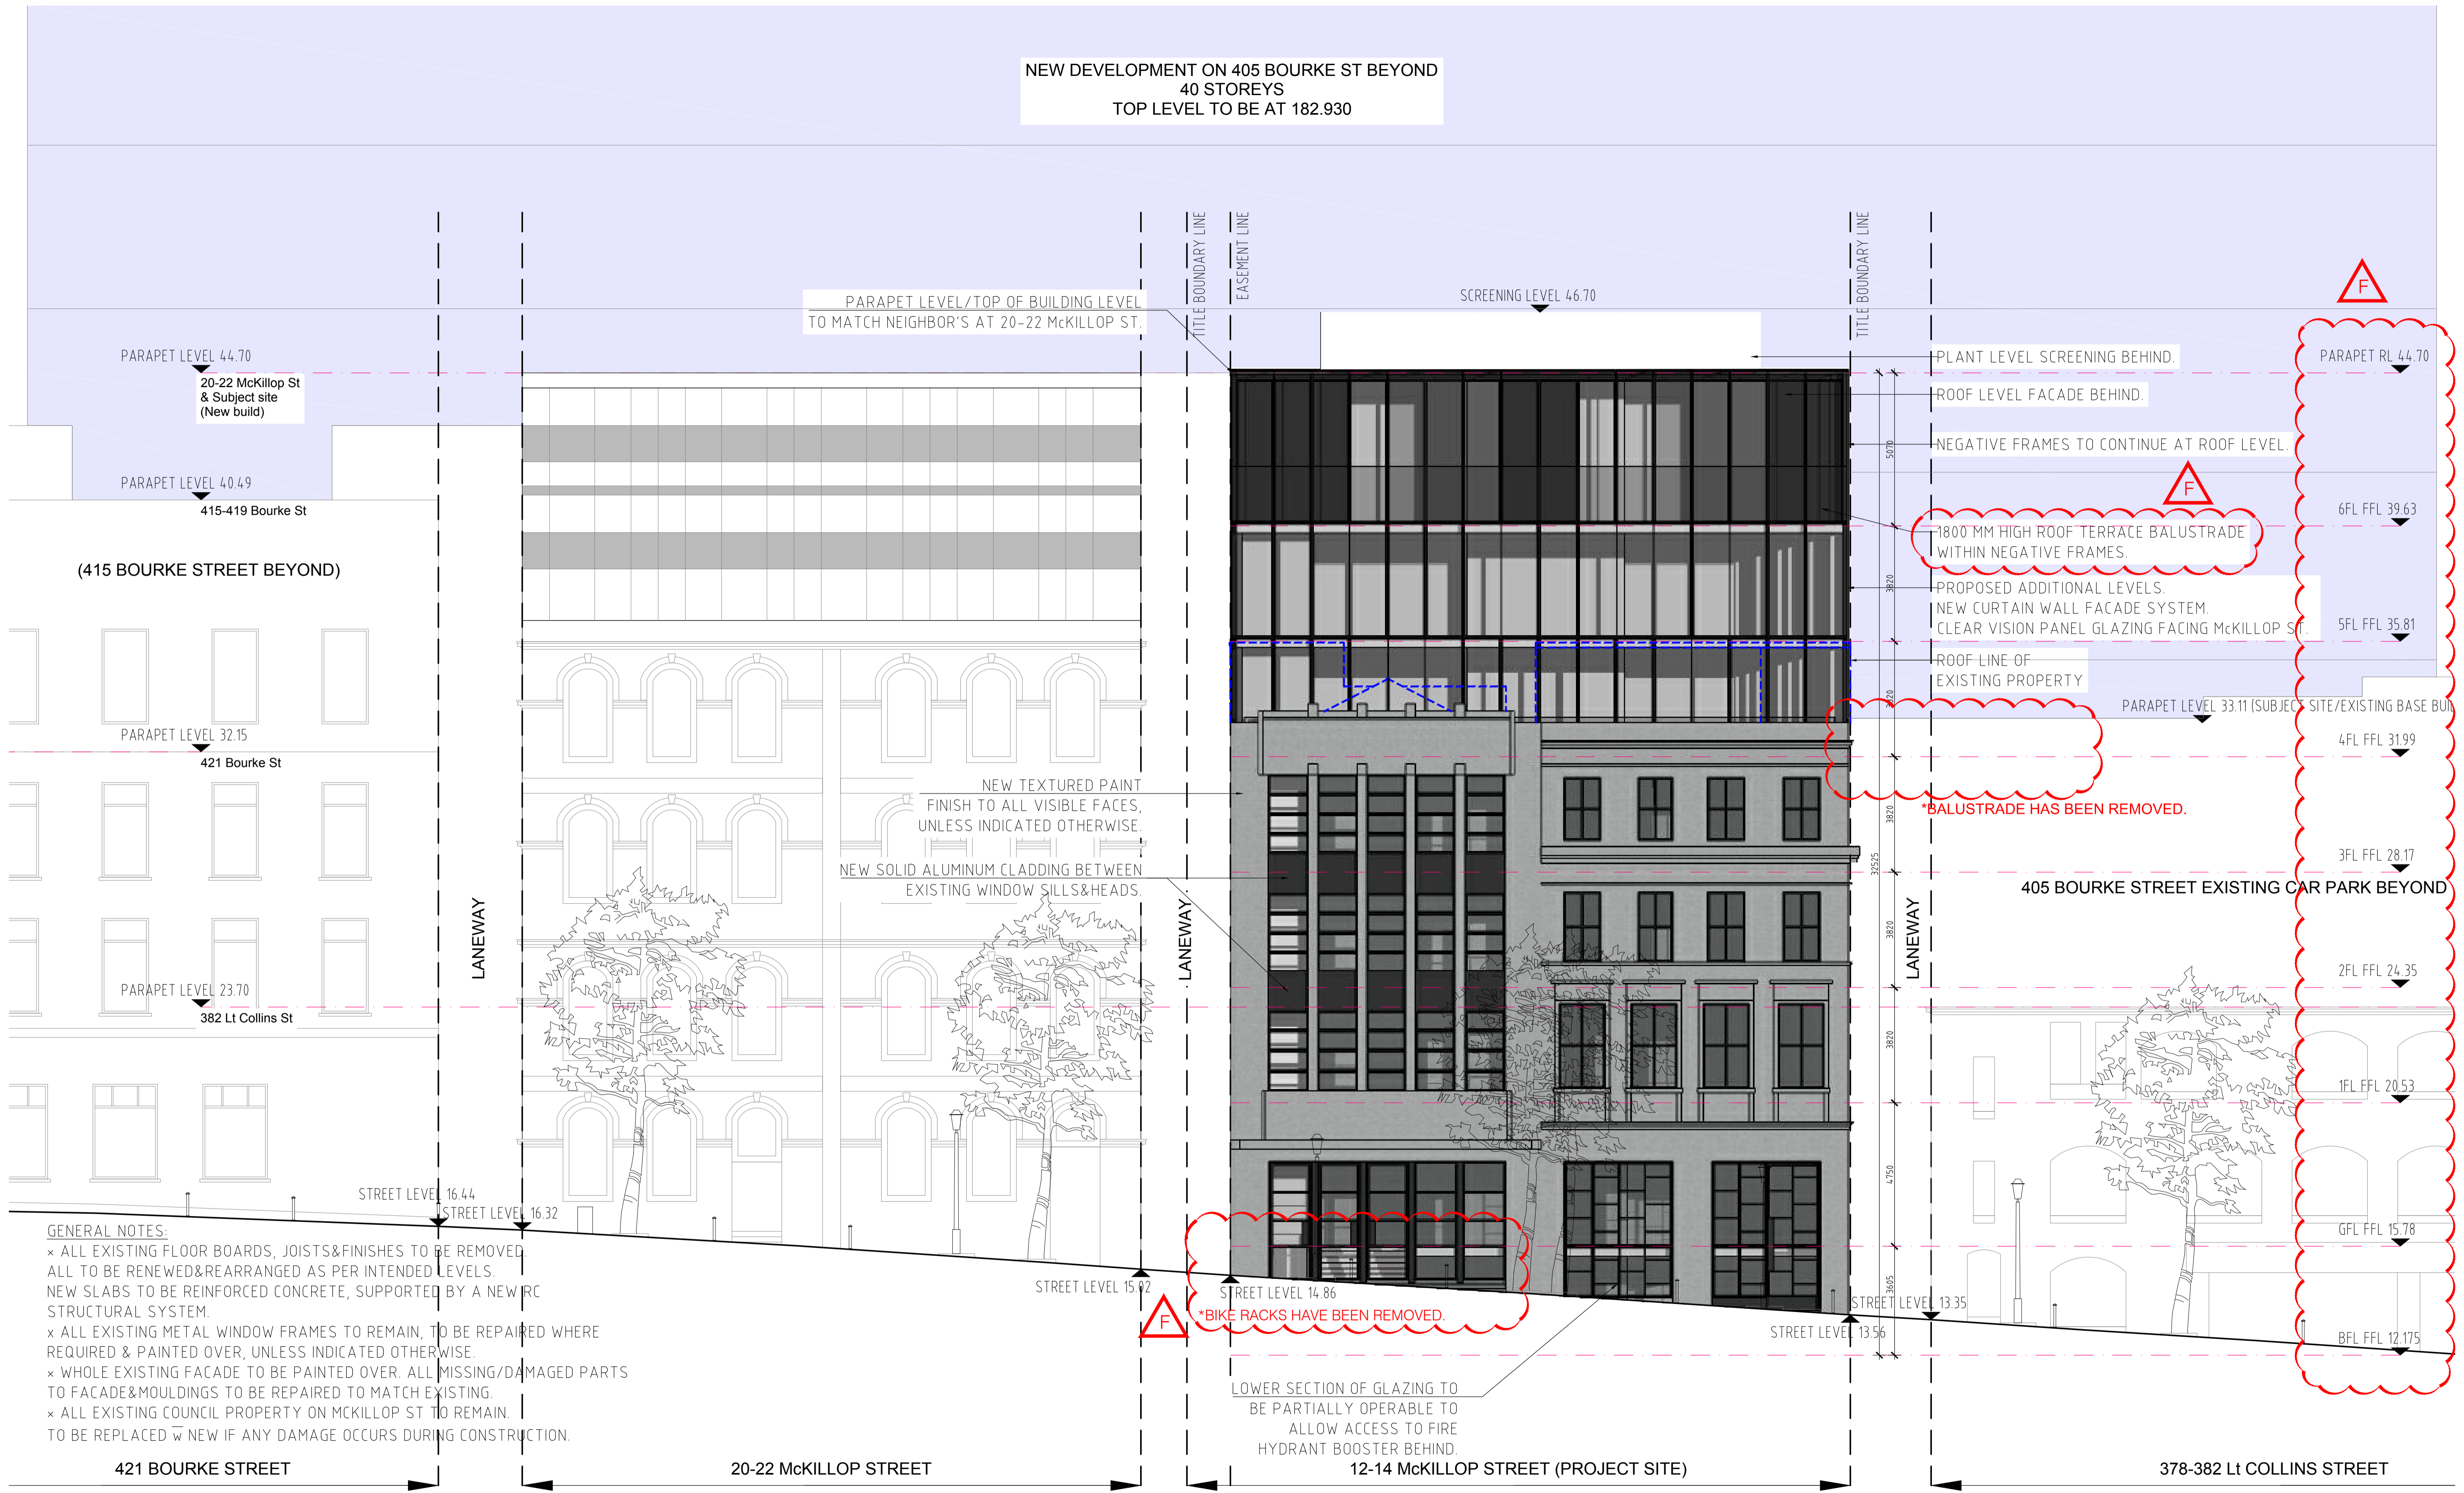 NEW DEVELOPMENT ON 405 BOURKE ST BEYOND
40 STOREYS
TOP LEVEL TO BE AT 182.930
TITLE BOUNDARY LINE
EASEMENT LINE
TITLE BOUNDARY LINE
PARAPET LEVEL/TOP OF BUILDING LEVEL
TO MATCH NEIGHBOR'S AT 20-22 McKILLOP ST.
SCREENING LEVEL 46.70
F
PARAPET LEVEL 44.70
20-22 McKillop St
& Subject site
(New build)
PLANT LEVEL SCREENING BEHIND.
PARAPET RL 44.70
ROOF LEVEL FACADE BEHIND.
NEGATIVE FRAMES TO CONTINUE AT ROOF LEVEL.
5070
PARAPET LEVEL 40.49
415-419 Bourke St
F
6FL FFL 39.63
1800 MM HIGH ROOF TERRACE BALUSTRADE
WITHIN NEGATIVE FRAMES.
(415 BOURKE STREET BEYOND)
3820
PROPOSED ADDITIONAL LEVELS.
NEW CURTAIN WALL FACADE SYSTEM.
CLEAR VISION PANEL GLAZING FACING McKILLOP ST.
5FL FFL 35.81
ROOF LINE OF
EXISTING PROPERTY
3820
PARAPET LEVEL 33.11 (SUBJECT SITE/EXISTING BASE BUIL
PARAPET LEVEL 32.15
421 Bourke St
4FL FFL 31.99
NEW TEXTURED PAINT
FINISH TO ALL VISIBLE FACES,
UNLESS INDICATED OTHERWISE.
3820
*BALUSTRADE HAS BEEN REMOVED.
32525
3FL FFL 28.17
NEW SOLID ALUMINUM CLADDING BETWEEN
EXISTING WINDOW SILLS&HEADS.
405 BOURKE STREET EXISTING CAR PARK BEYOND
LANEWAY
LANEWAY
LANEWAY
3820
2FL FFL 24.35
PARAPET LEVEL 23.70
382 Lt Collins St
3820
1FL FFL 20.53
4750
STREET LEVEL 16.44
STREET LEVEL 16.32
GFL FFL 15.78
STREET LEVEL 15.02
STREET LEVEL 14.86
3605
STREET LEVEL 13.35
F
*BIKE RACKS HAVE BEEN REMOVED.
STREET LEVEL 13.56
BFL FFL 12.175
GENERAL NOTES:
× ALL EXISTING FLOOR BOARDS, JOISTS&FINISHES TO BE REMOVED.
ALL TO BE RENEWED&REARRANGED AS PER INTENDED LEVELS.
NEW SLABS TO BE REINFORCED CONCRETE, SUPPORTED BY A NEW RC
STRUCTURAL SYSTEM.
x ALL EXISTING METAL WINDOW FRAMES TO REMAIN, TO BE REPAIRED WHERE
REQUIRED & PAINTED OVER, UNLESS INDICATED OTHERWISE.
× WHOLE EXISTING FACADE TO BE PAINTED OVER. ALL MISSING/DAMAGED PARTS
TO FACADE&MOULDINGS TO BE REPAIRED TO MATCH EXISTING.
× ALL EXISTING COUNCIL PROPERTY ON MCKILLOP ST TO REMAIN.
TO BE REPLACED w̅ NEW IF ANY DAMAGE OCCURS DURING CONSTRUCTION.
LOWER SECTION OF GLAZING TO
BE PARTIALLY OPERABLE TO
ALLOW ACCESS TO FIRE
HYDRANT BOOSTER BEHIND.
421 BOURKE STREET
20-22 McKILLOP STREET
12-14 McKILLOP STREET (PROJECT SITE)
378-382 Lt COLLINS STREET